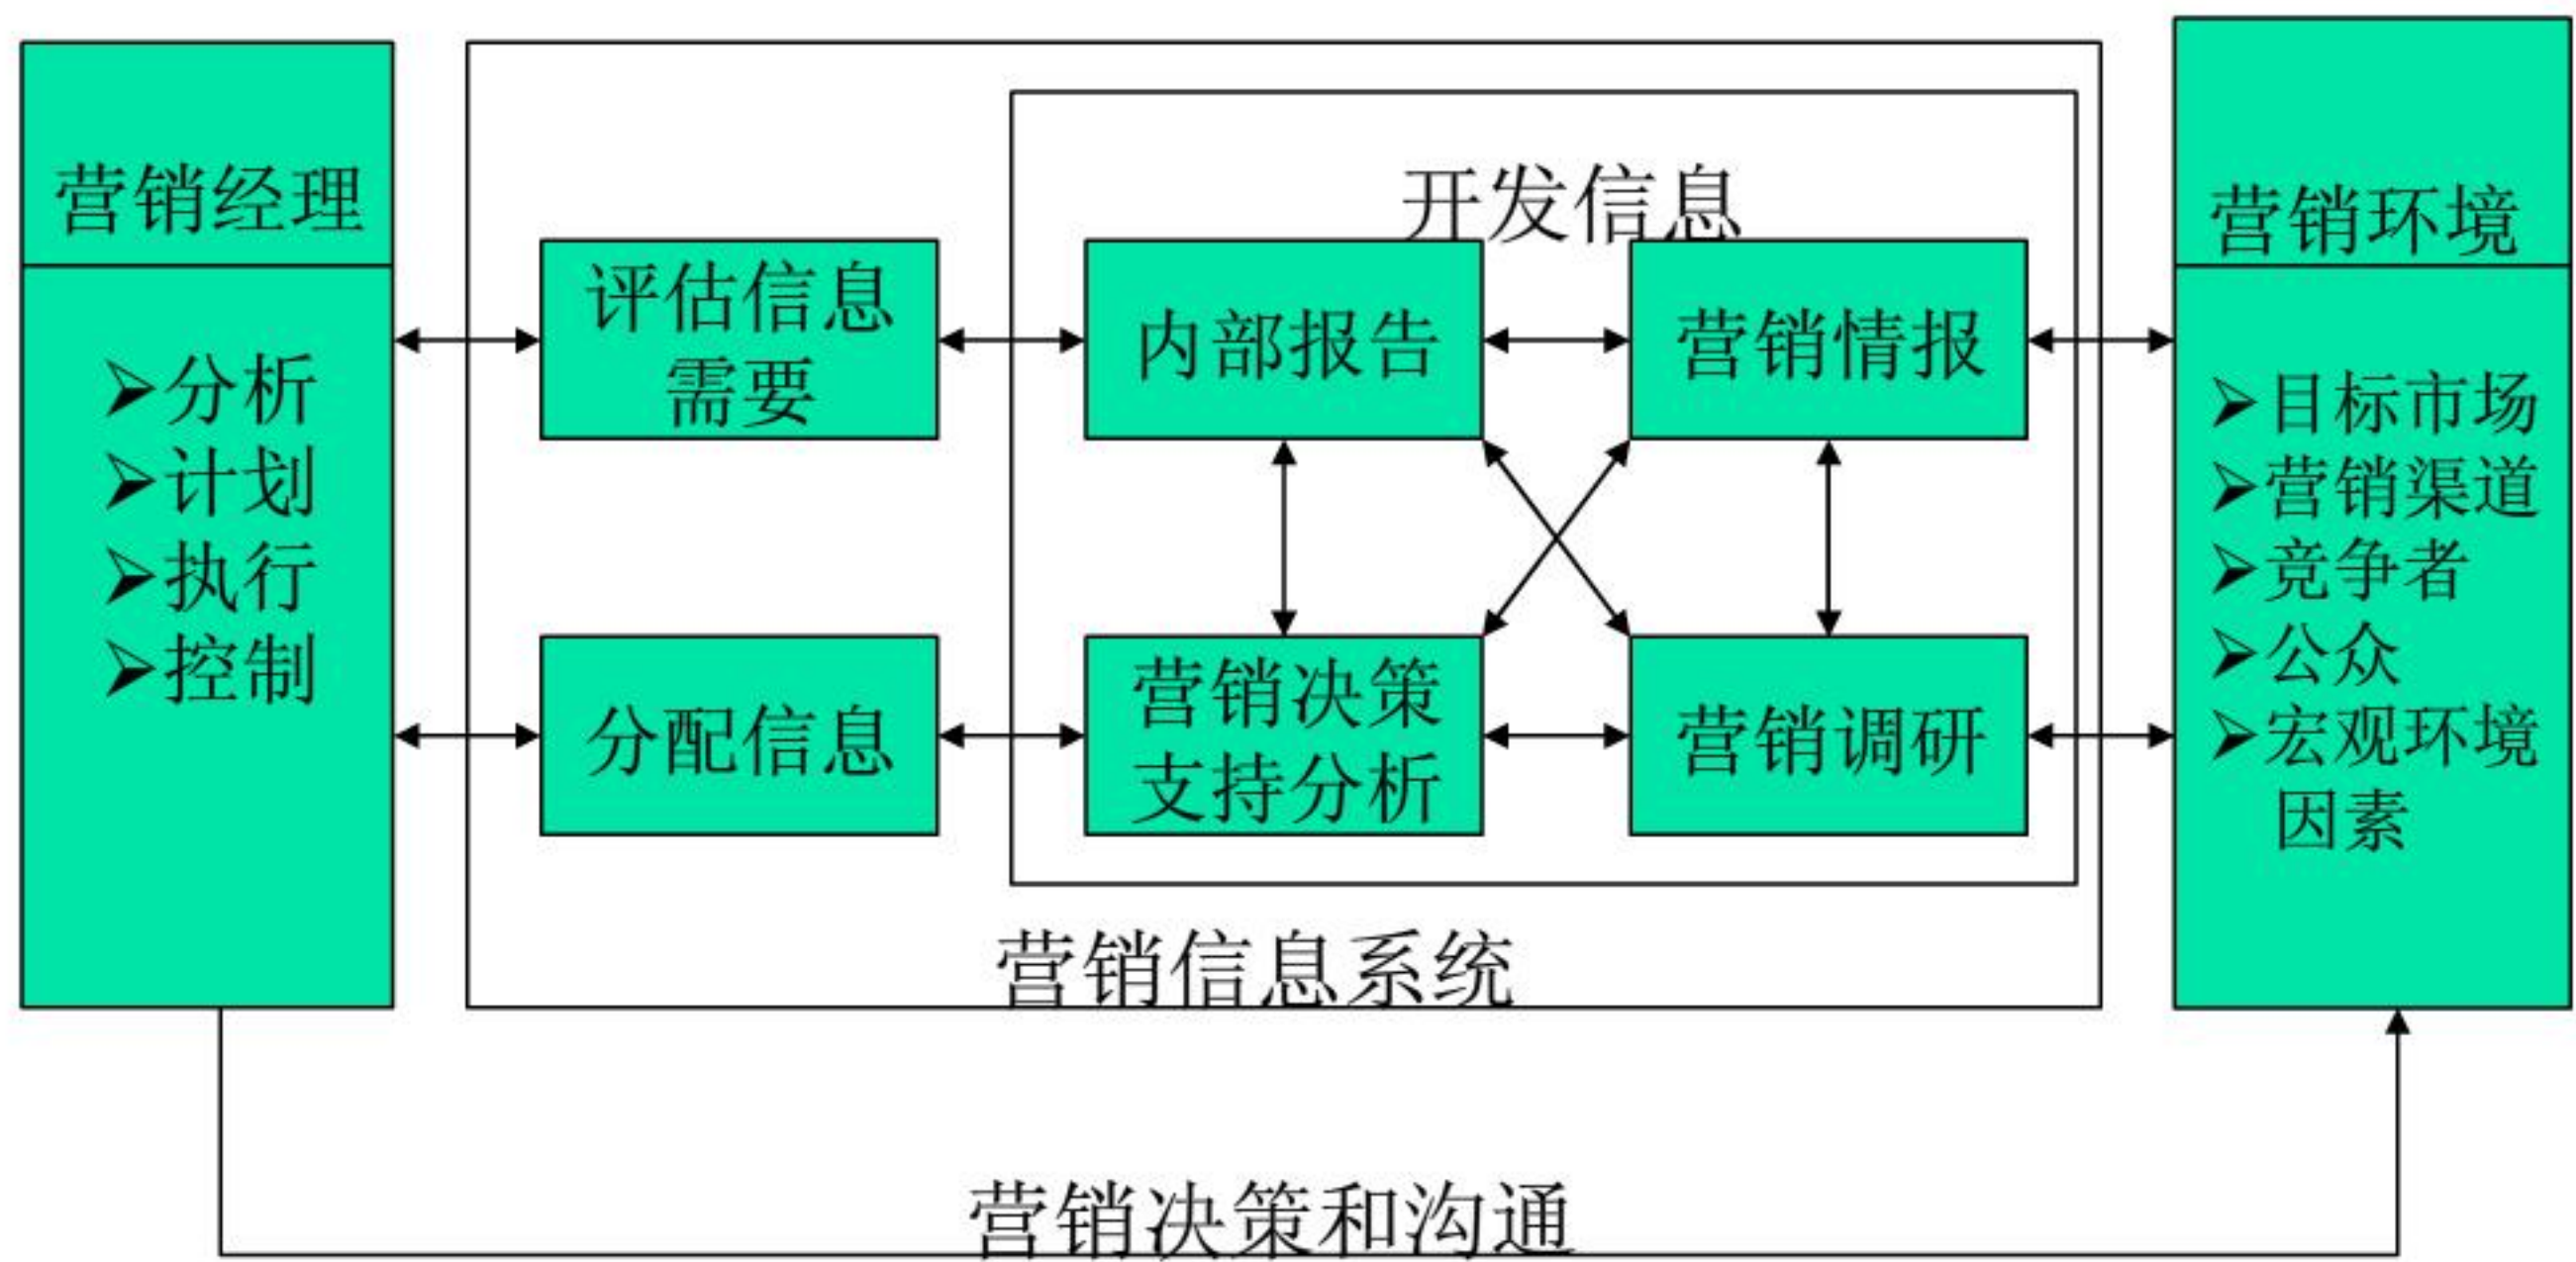 营销经理
➢分析
➢计划
➢执行
➢控制
评估信息
需要
分配信息
开发信息
内部报告
营销情报
营销决策
支持分析
营销调研
营销信息系统
营销环境
➢目标市场
➢营销渠道
➢竞争者
➢公众
➢宏观环境
因素
营销决策和沟通